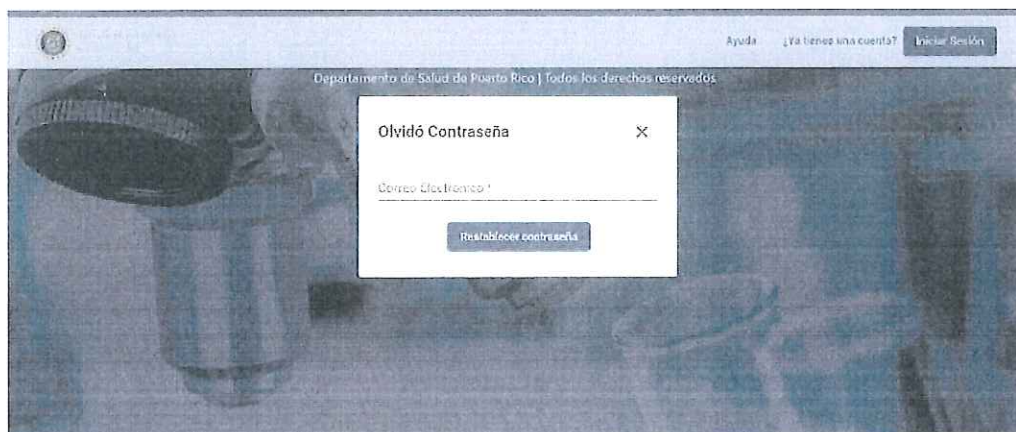 Ayuda ¿Ya tienes una cuenta? Iniciar Sesión
Departamento de Salud de Puerto Rico | Todos los derechos reservados
Olvidó Contraseña ×
Correo Electrónico *
Restablecer contraseña